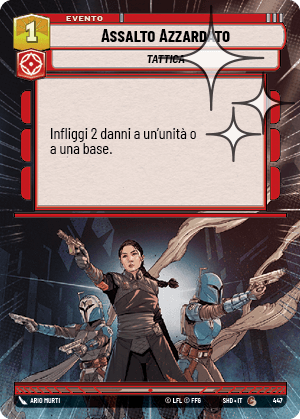 EVENTO
1
ASSALTO AZZARDATO
TATTICA
Infliggi 2 danni a un'unità o
a una base.
ARIO MURTI
© LFL © FFG
SHD • IT
447